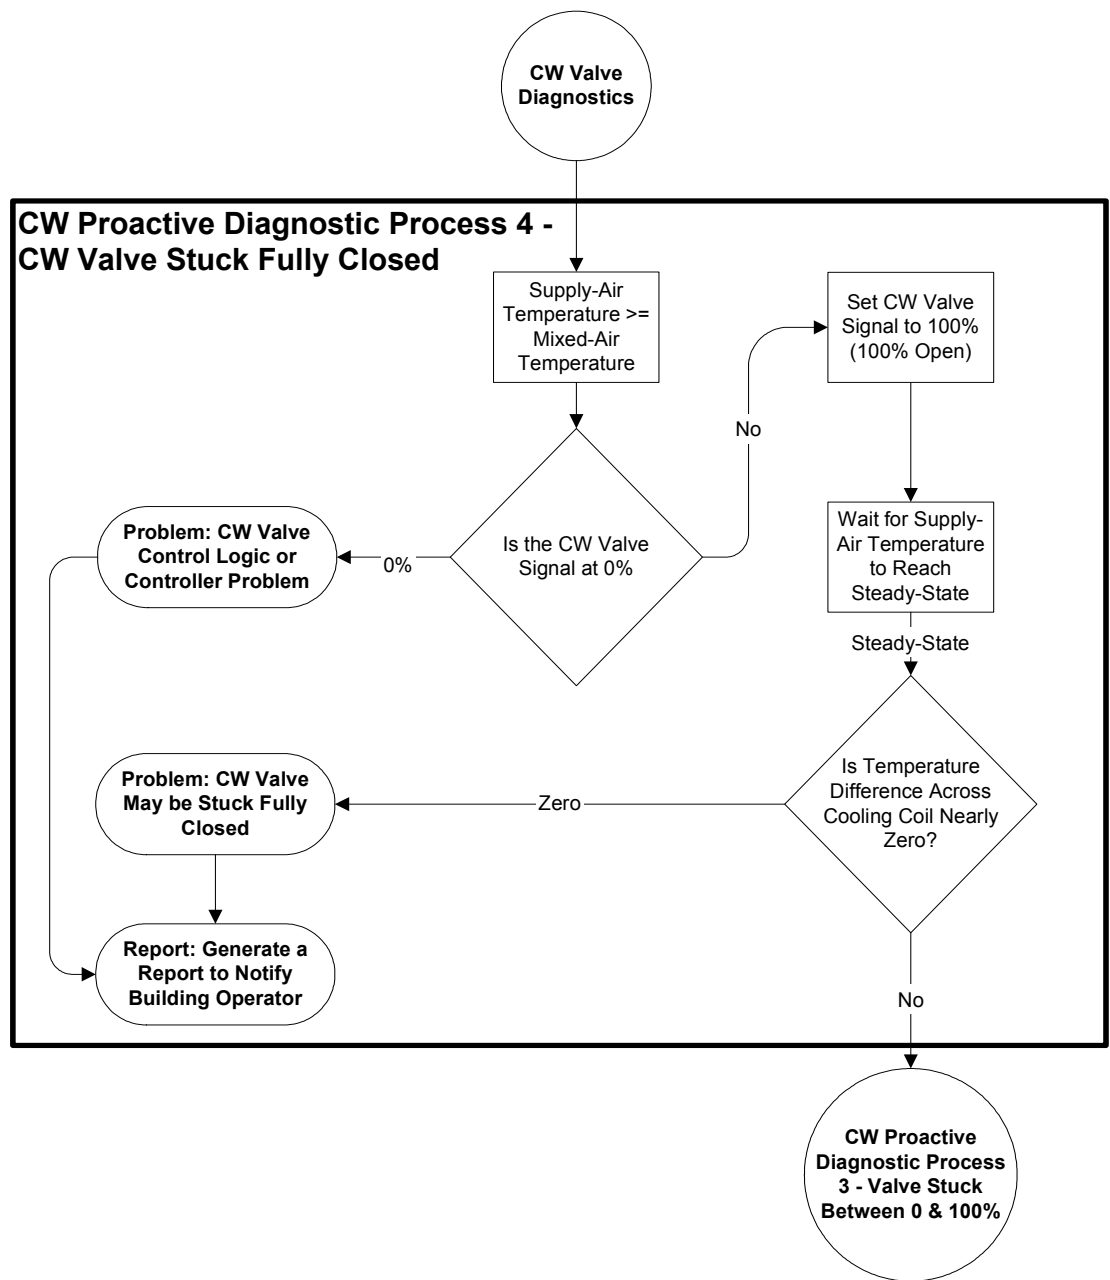 CW Valve
Diagnostics
CW Proactive Diagnostic Process 4 -
CW Valve Stuck Fully Closed
Supply-Air
Temperature >=
Mixed-Air
Temperature
Set CW Valve
Signal to 100%
(100% Open)
No
Is the CW Valve
Signal at 0%
0%
Problem: CW Valve
Control Logic or
Controller Problem
Wait for Supply-
Air Temperature
to Reach
Steady-State
Steady-State
Is Temperature
Difference Across
Cooling Coil Nearly
Zero?
Zero
Problem: CW Valve
May be Stuck Fully
Closed
Report: Generate a
Report to Notify
Building Operator
No
CW Proactive
Diagnostic Process
3 - Valve Stuck
Between 0 & 100%